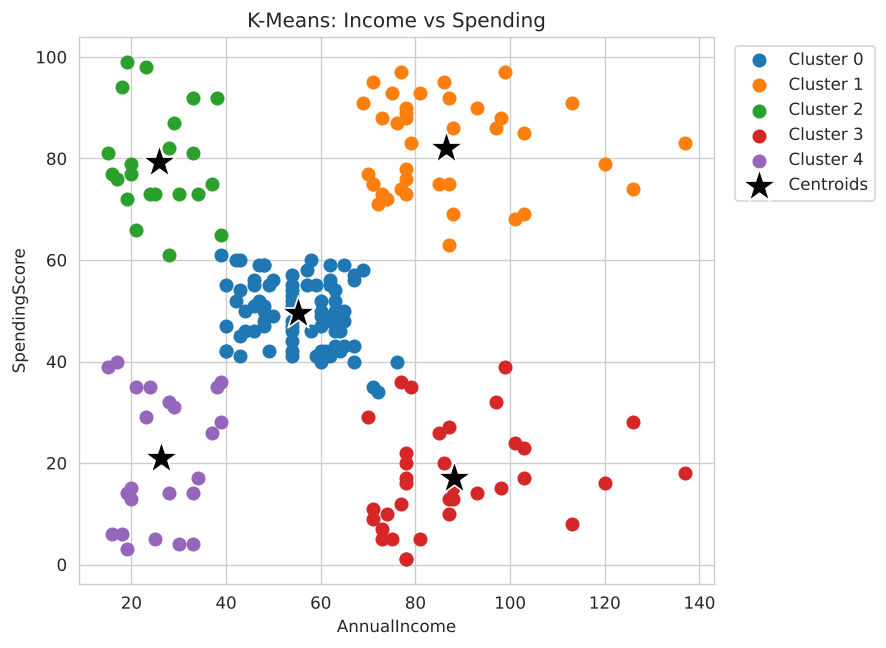 K-Means: Income vs Spending
100
80
60
40
20
0
SpendingScore
20 40 60 80 100 120 140
AnnualIncome
Cluster 0
Cluster 1
Cluster 2
Cluster 3
Cluster 4
Centroids